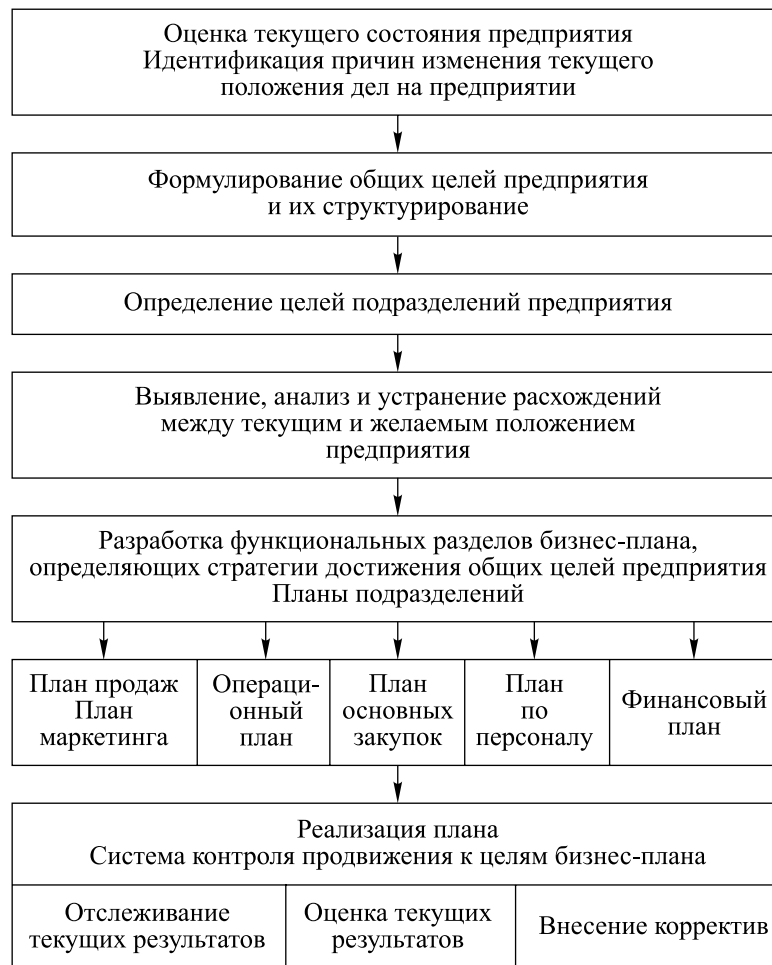 Оценка текущего состояния предприятия
Идентификация причин изменения текущего
положения дел на предприятии
Формулирование общих целей предприятия
и их структурирование
Определение целей подразделений предприятия
Выявление, анализ и устранение расхождений
между текущим и желаемым положением
предприятия
Разработка функциональных разделов бизнес-плана,
определяющих стратегии достижения общих целей предприятия
Планы подразделений
План продаж
План
маркетинга
Операци-
онный
план
План
основных
закупок
План
по
персоналу
Финансовый
план
Реализация плана
Система контроля продвижения к целям бизнес-плана
Отслеживание
текущих результатов
Оценка текущих
результатов
Внесение корректив